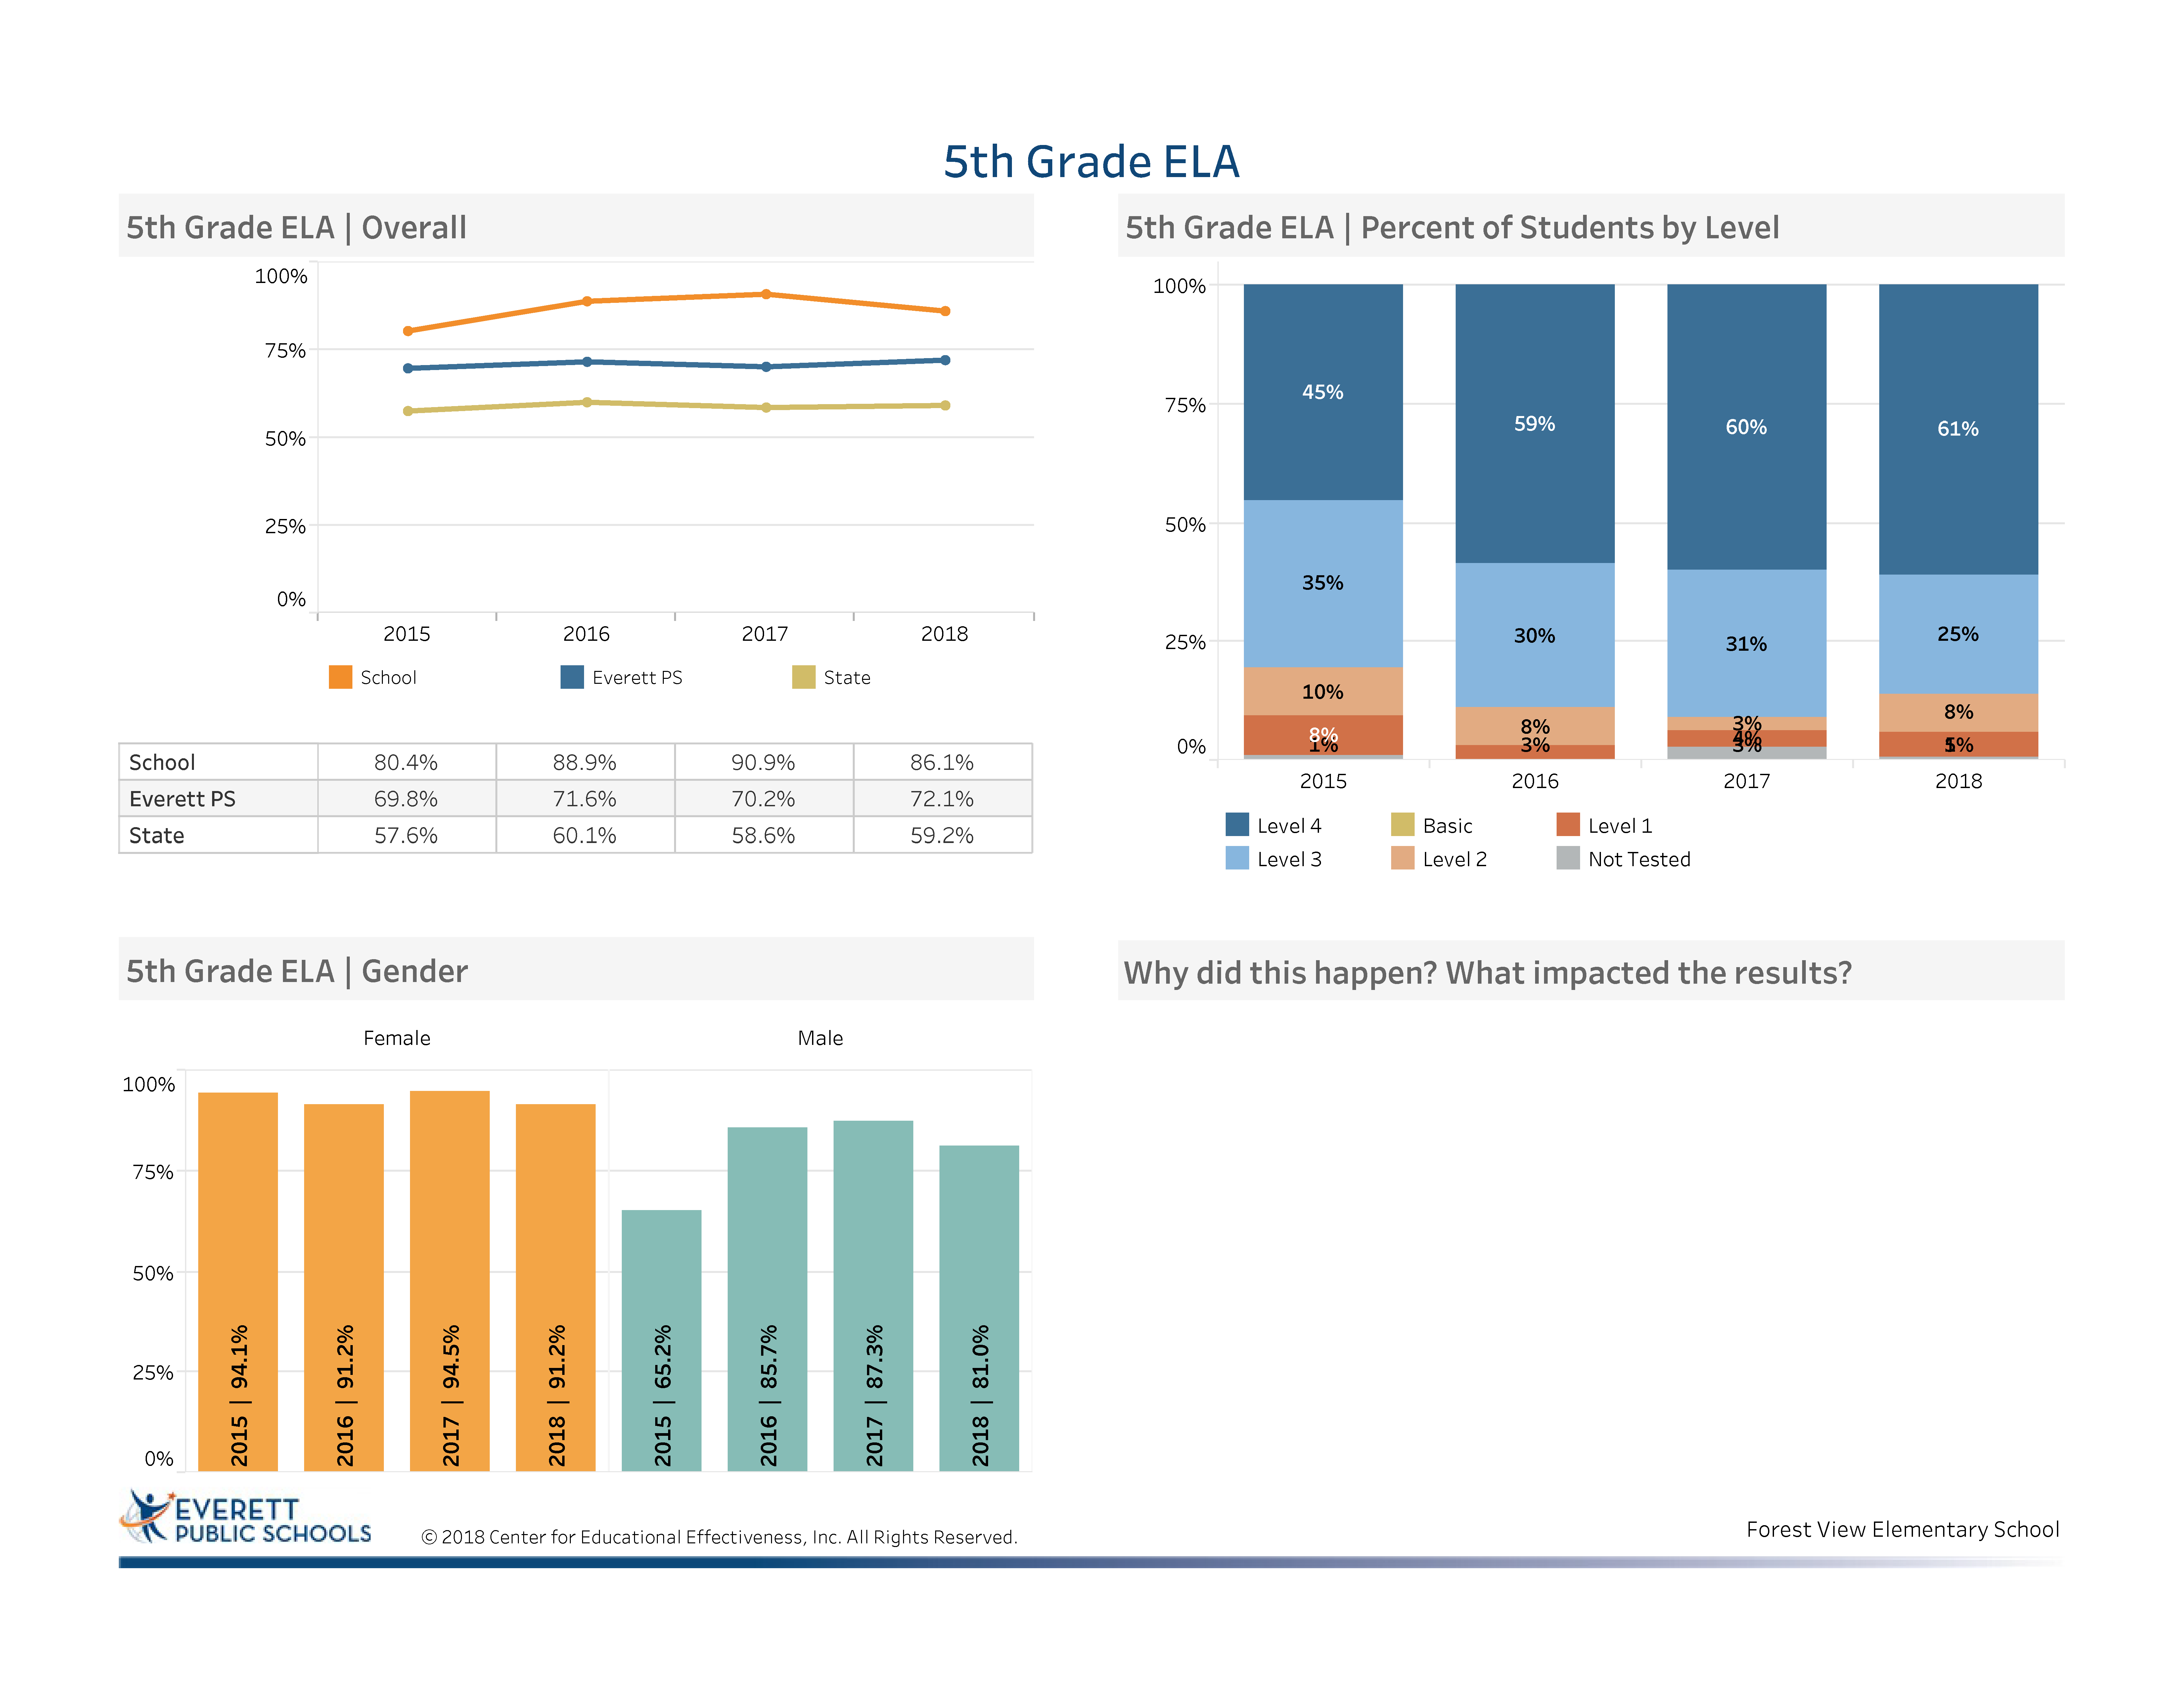 5th Grade ELA
5th Grade ELA | Overall
100%
75%
50%
25%
0%
2015 2016 2017 2018
School Everett PS State
School 80.4% 88.9% 90.9% 86.1%
Everett PS 69.8% 71.6% 70.2% 72.1%
State 57.6% 60.1% 58.6% 59.2%
5th Grade ELA | Percent of Students by Level
100%
75%
50%
25%
0%
45% 59% 60% 61%
35% 30% 31% 25%
10% 8% 3% 8%
8% 3% 4% 5%
1% 3%
2015 2016 2017 2018
Level 4 Basic Level 1
Level 3 Level 2 Not Tested
5th Grade ELA | Gender
Female Male
100%
75%
50%
25%
0%
2015 | 94.1%
2016 | 91.2%
2017 | 94.5%
2018 | 91.2%
2015 | 65.2%
2016 | 85.7%
2017 | 87.3%
2018 | 81.0%
Why did this happen? What impacted the results?
EVERETT
PUBLIC SCHOOLS
© 2018 Center for Educational Effectiveness, Inc. All Rights Reserved.
Forest View Elementary School